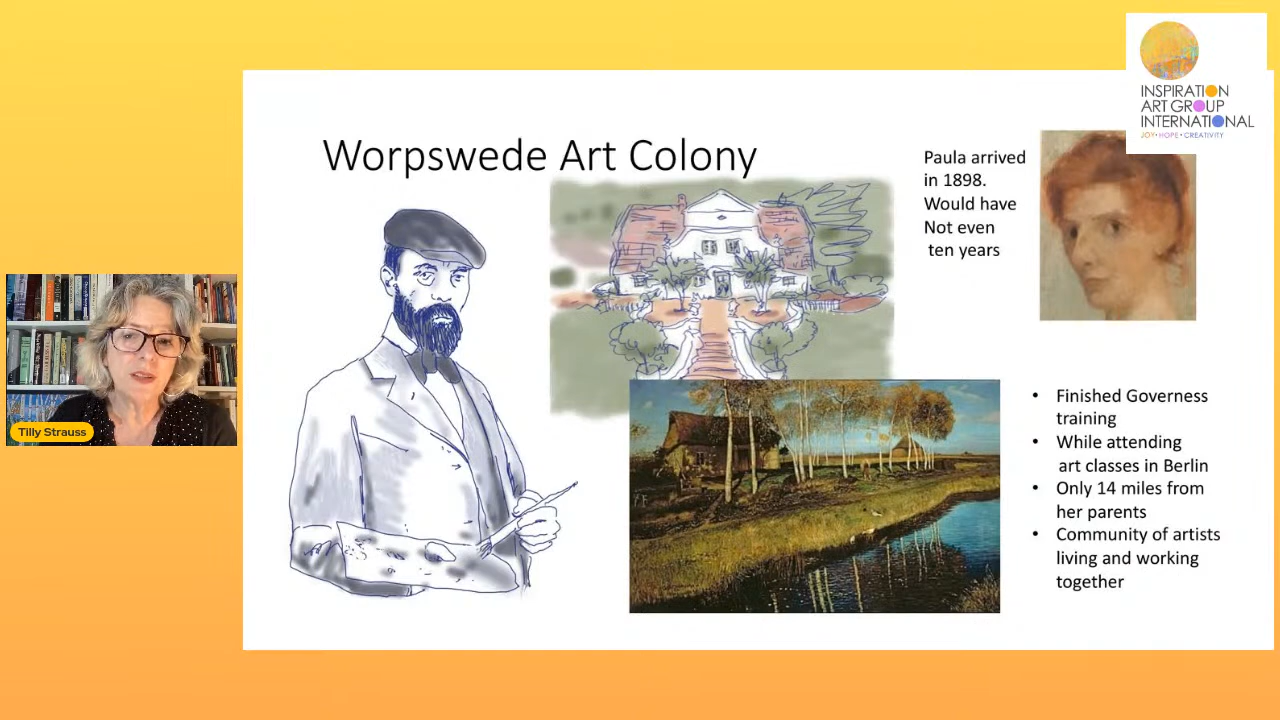 INSPIRATION
ART GROUP
INTERNATIONAL
JOY • HOPE • CREATIVITY
Worpswede Art Colony
Paula arrived
in 1898.
Would have
Not even
ten years
Tilly Strauss
• Finished Governess
training
• While attending
art classes in Berlin
• Only 14 miles from
her parents
• Community of artists
living and working
together